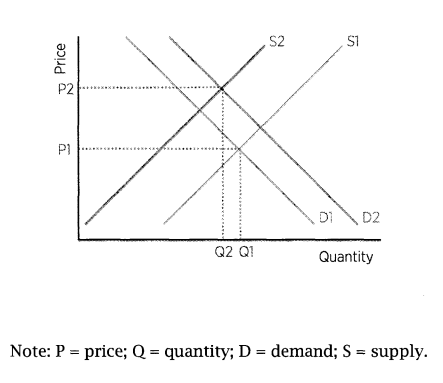 Price
S2 S1
P2
P1
D1 D2
Q2 Q1
Quantity
Note: P = price; Q = quantity; D = demand; S = supply.